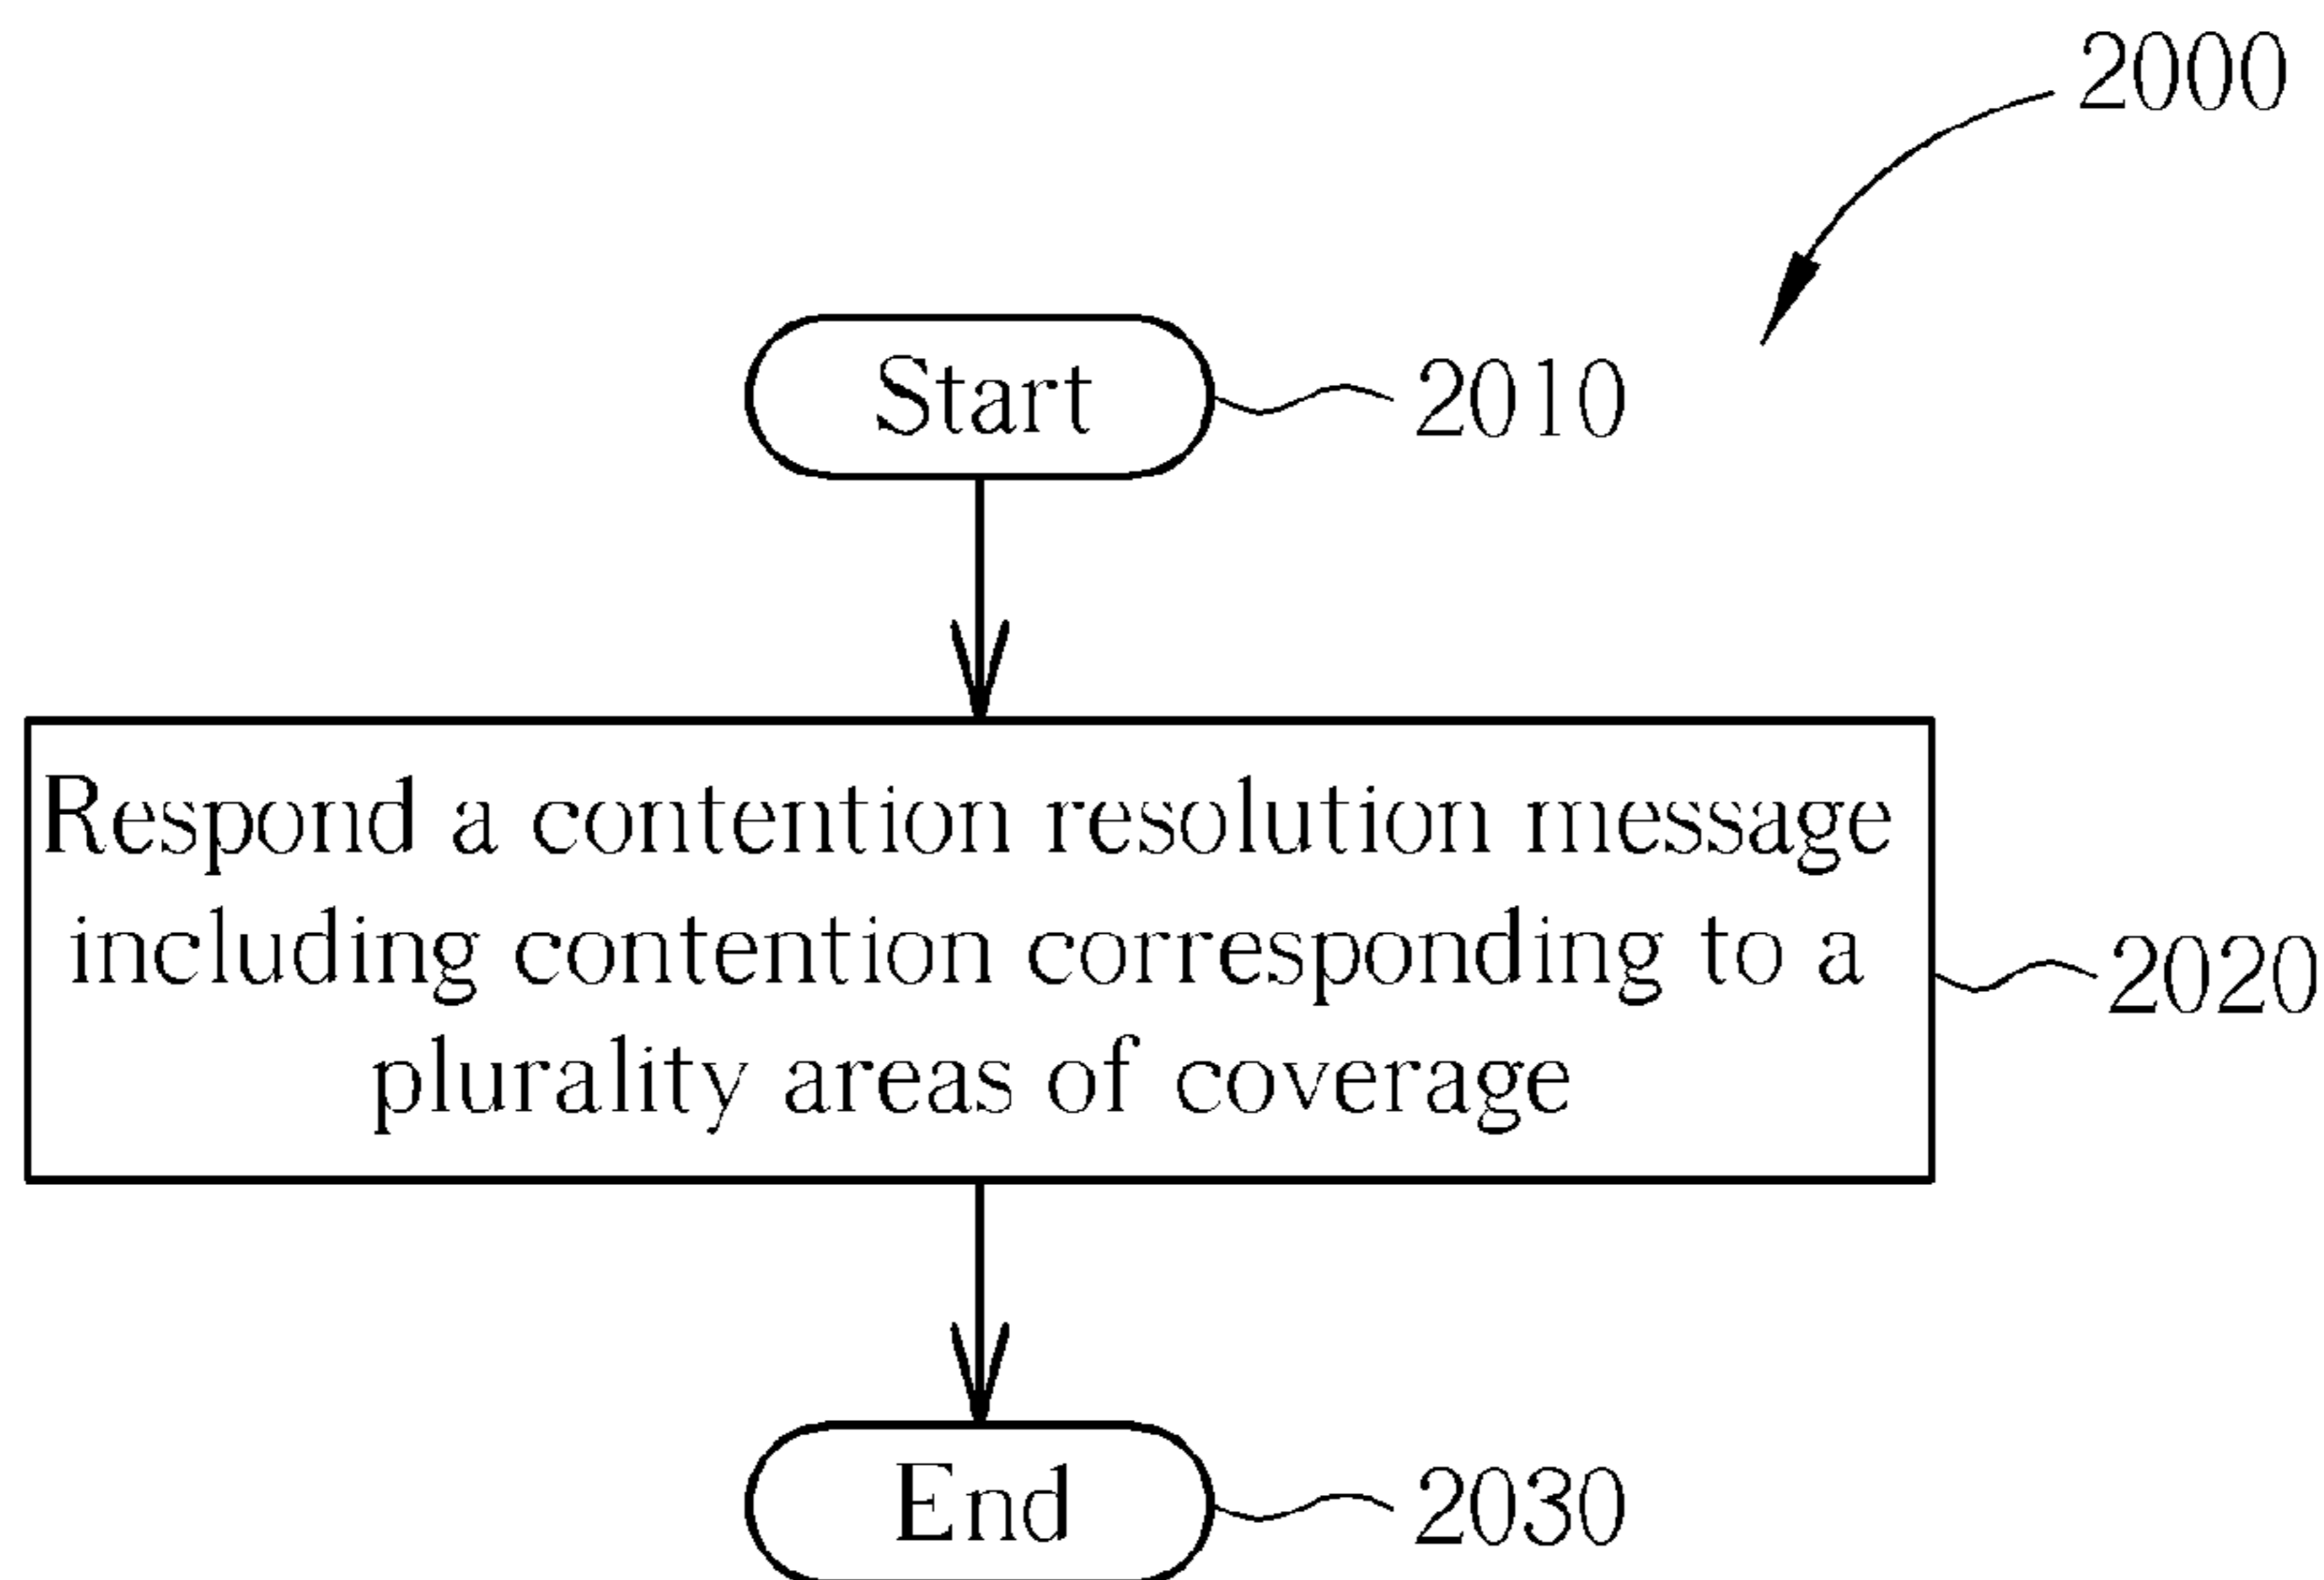 2000
Start
2010
Respond a contention resolution message
including contention corresponding to a
plurality areas of coverage
2020
End
2030